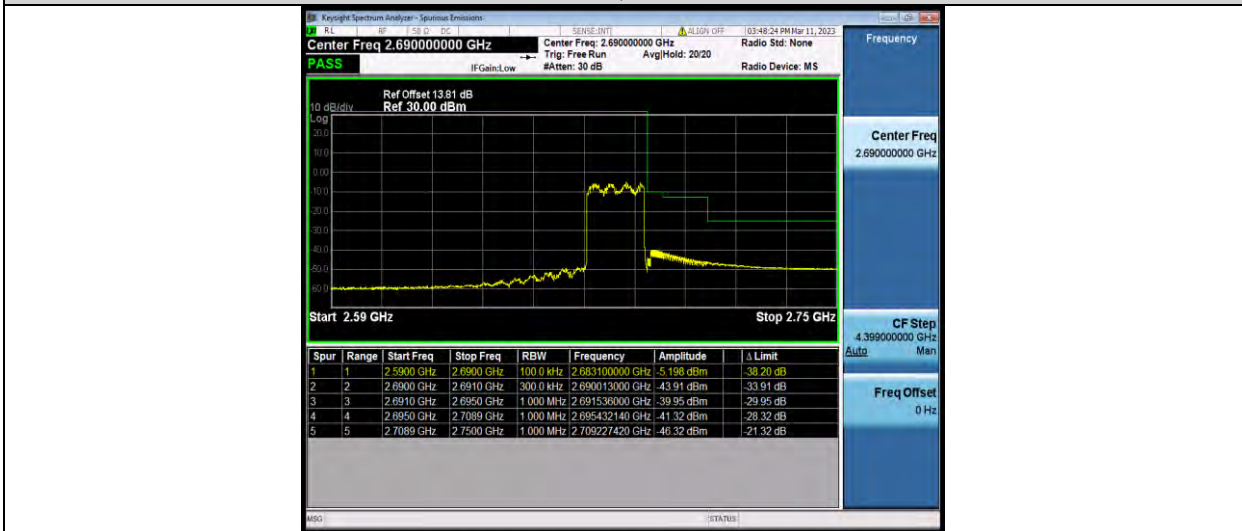 Keysight Spectrum Analyzer - Spurious Emissions
RL RF 50 Ω DC SENSE:INT ALIGN OFF 03:48:24 PM Mar 11, 2023
Center Freq 2.690000000 GHz
Center Freq: 2.690000000 GHz Radio Std: None
Trig: Free Run Avg|Hold: 20/20
PASS IFGain:Low #Atten: 30 dB Radio Device: MS
Frequency
Ref Offset 13.81 dB
10 dB/div Ref 30.00 dBm
Log
20.0
10.0
0.00
-10.0
-20.0
-30.0
-40.0
-50.0
-60.0
Start 2.59 GHz Stop 2.75 GHz
Center Freq
2.690000000 GHz
CF Step
4.399000000 GHz
Auto Man
Freq Offset
0 Hz
Spur Range Start Freq Stop Freq RBW Frequency Amplitude Δ Limit
1 1 2.5900 GHz 2.6900 GHz 100.0 kHz 2.683100000 GHz -5.198 dBm -38.20 dB
2 2 2.6900 GHz 2.6910 GHz 300.0 kHz 2.690013000 GHz -43.91 dBm -33.91 dB
3 3 2.6910 GHz 2.6950 GHz 1.000 MHz 2.691536000 GHz -39.95 dBm -29.95 dB
4 4 2.6950 GHz 2.7089 GHz 1.000 MHz 2.695432140 GHz -41.32 dBm -28.32 dB
5 5 2.7089 GHz 2.7500 GHz 1.000 MHz 2.709227420 GHz -46.32 dBm -21.32 dB
MSG STATUS